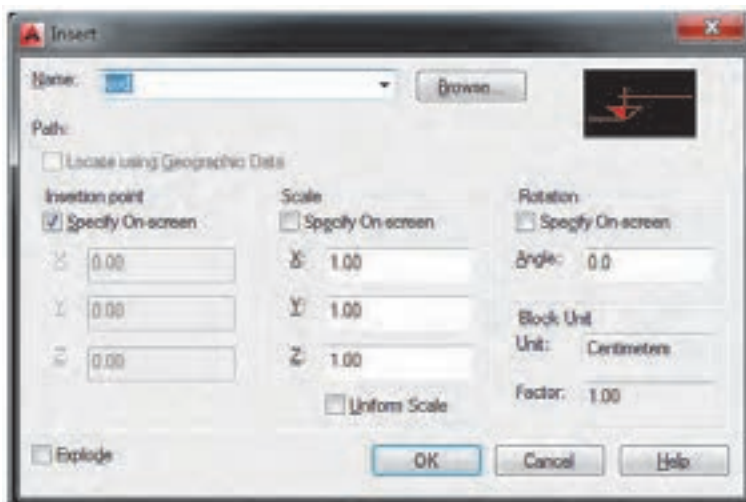 Insert
Name:
Browse...
Path:
Locate using Geographic Data
Insertion point
Specify On-screen
X: 0.00
Y: 0.00
Z: 0.00
Scale
Specify On-screen
X: 1.00
Y: 1.00
Z: 1.00
Uniform Scale
Rotation
Specify On-screen
Angle: 0.0
Block Unit
Unit: Centimeters
Factor: 1.00
Explode
OK
Cancel
Help